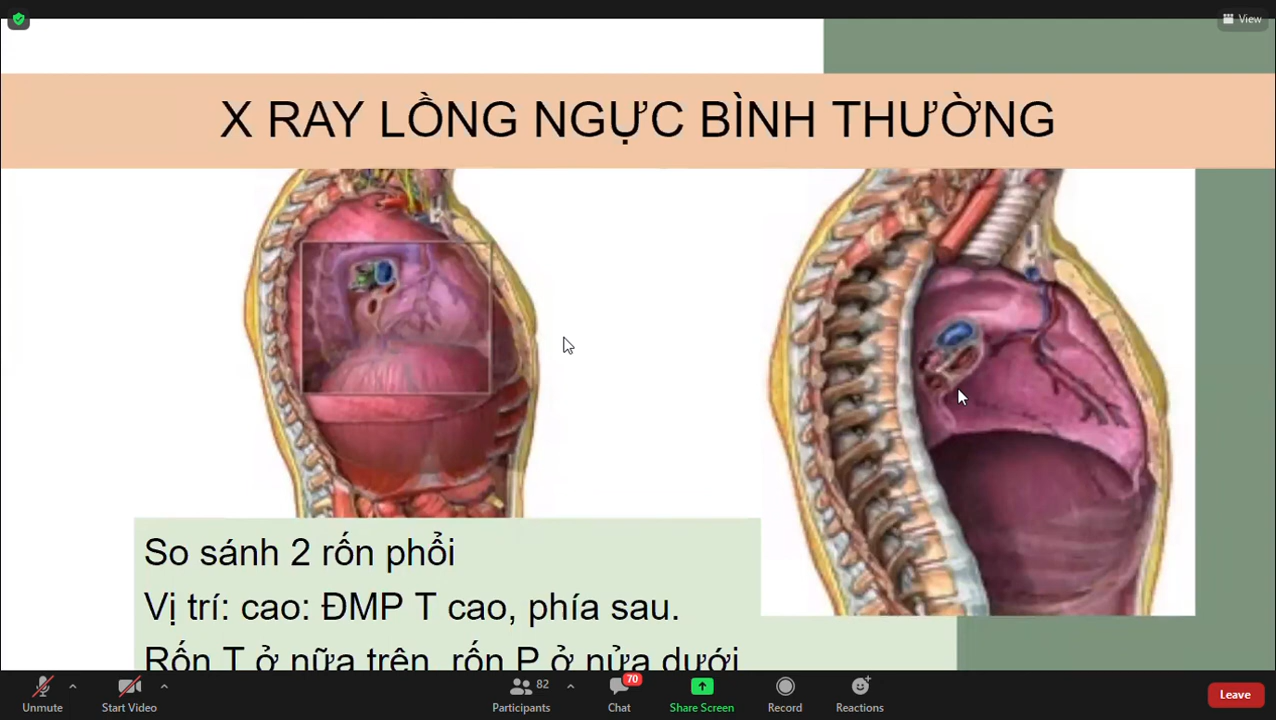 View
X RAY LỒNG NGỰC BÌNH THƯỜNG
So sánh 2 rốn phổi
Vị trí: cao: ĐMP T cao, phía sau.
Rốn T ở nữa trên, rốn P ở nửa dưới
Unmute
Start Video
Participants
82
Chat
70
Share Screen
Record
Reactions
Leave